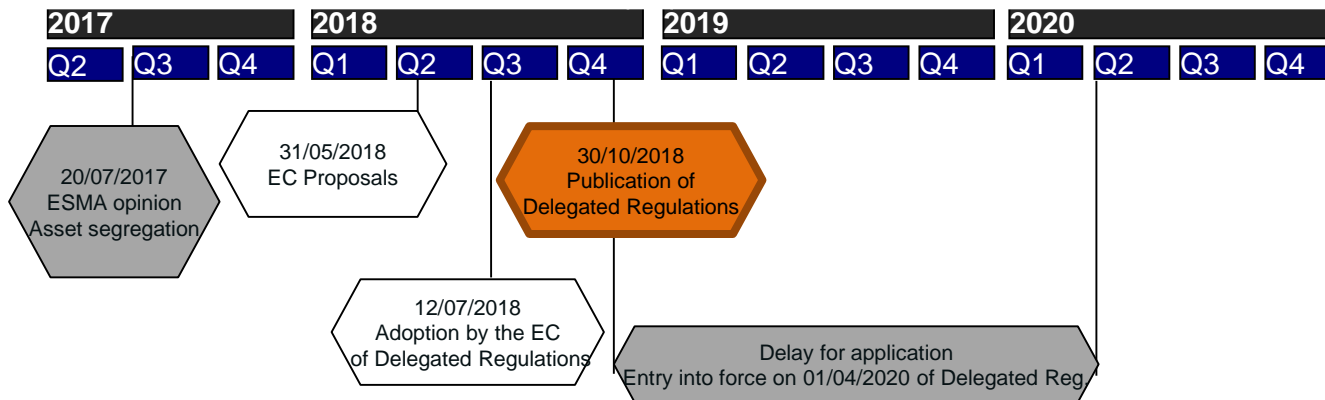 2017
2018
2019
2020
Q2
Q3
Q4
Q1
Q2
Q3
Q4
Q1
Q2
Q3
Q4
Q1
Q2
Q3
Q4
20/07/2017
ESMA opinion
Asset segregation
31/05/2018
EC Proposals
30/10/2018
Publication of
Delegated Regulations
12/07/2018
Adoption by the EC
of Delegated Regulations
Delay for application
Entry into force on 01/04/2020 of Delegated Reg.